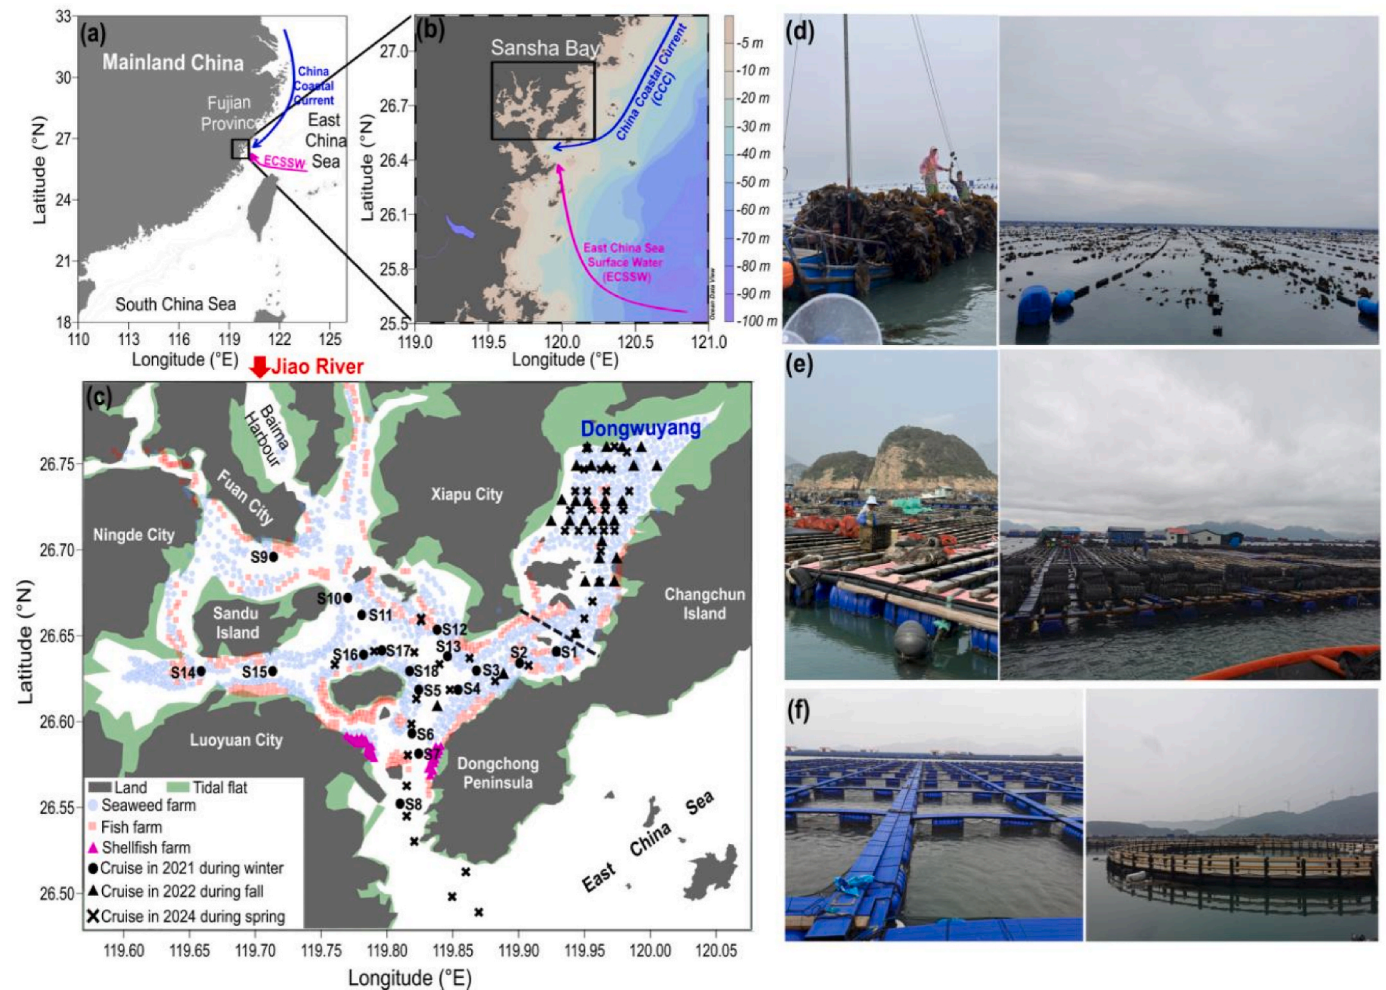 (a)
33
30
27
24
21
18
Latitude (°N)
110
113
116
119
122
125
Longitude (°E)
Mainland China
China
Coastal
Current
Fujian
Province
East
China
Sea
ECSSW
South China Sea
(b)
27.0
26.7
26.4
26.1
25.8
25.5
Latitude (°N)
119.0
119.5
120.0
120.5
121.0
Longitude (°E)
Sansha Bay
China Coastal Current
(CCC)
East China Sea
Surface Water
(ECSSW)
Ocean Data View
-5 m
-10 m
-20 m
-30 m
-40 m
-50 m
-60 m
-70 m
-80 m
-90 m
-100 m
Jiao River
(c)
26.75
26.70
26.65
26.60
26.55
26.50
Latitude (°N)
Baima
Harbour
Dongwuyang
Fuan City
Xiapu City
Ningde City
S9
Changchun
Island
Sandu
Island
S10
S11
S12
S13
S16
S17
S2
S1
S14
S15
S18
S3
S5
S4
S6
S7
S8
Luoyuan City
Dongchong
Peninsula
East China Sea
Land
Tidal flat
Seaweed farm
Fish farm
Shellfish farm
Cruise in 2021 during winter
Cruise in 2022 during fall
Cruise in 2024 during spring
119.60
119.65
119.70
119.75
119.80
119.85
119.90
119.95
120.00
120.05
Longitude (°E)
(d)
(e)
(f)